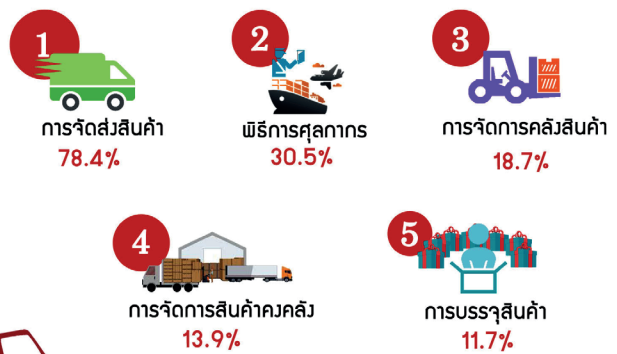 1
การจัดส่งสินค้า
78.4%
2
พิธีการศุลกากร
30.5%
3
การจัดการคลังสินค้า
18.7%
4
การจัดการสินค้าคงคลัง
13.9%
5
การบรรจุสินค้า
11.7%